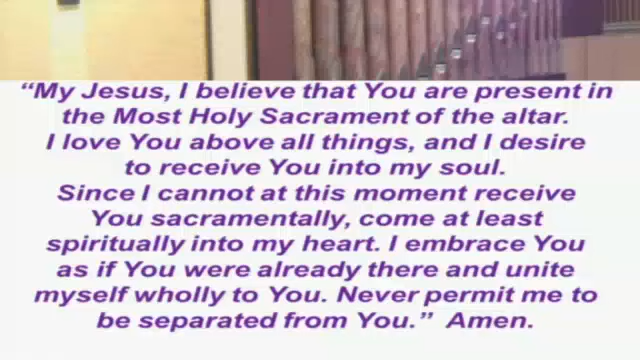 “My Jesus, I believe that You are present in
the Most Holy Sacrament of the altar.
I love You above all things, and I desire
to receive You into my soul.
Since I cannot at this moment receive
You sacramentally, come at least
spiritually into my heart. I embrace You
as if You were already there and unite
myself wholly to You. Never permit me to
be separated from You.” Amen.